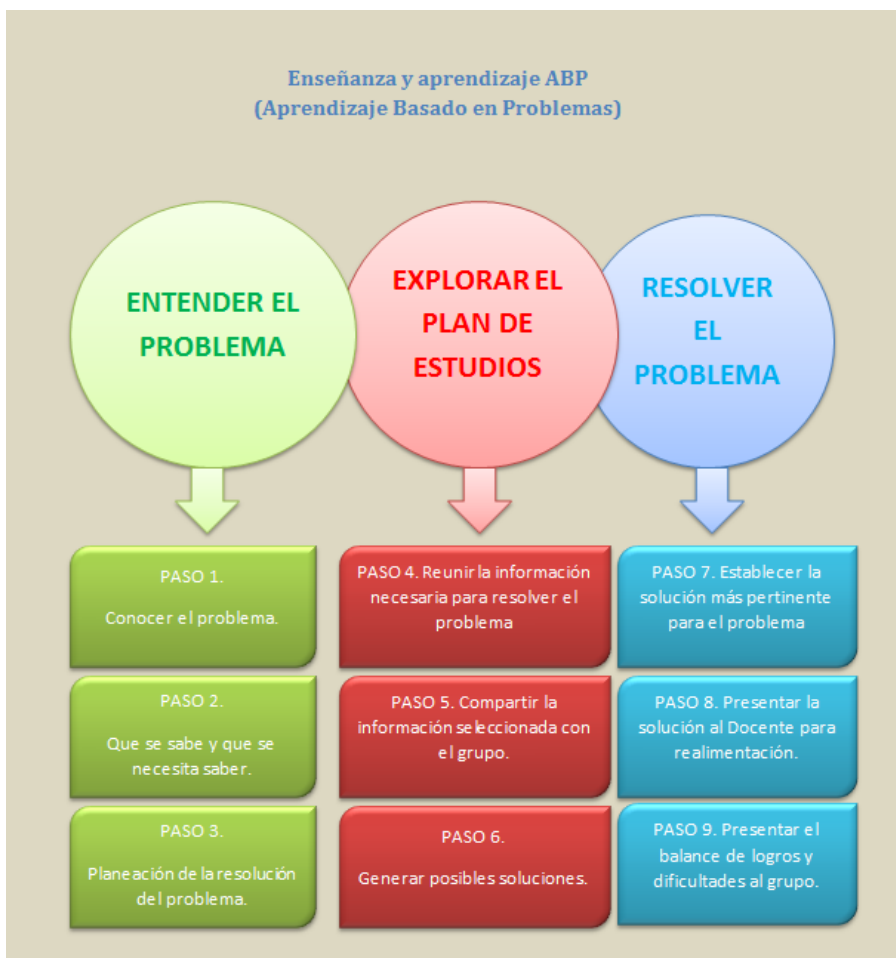 Enseñanza y aprendizaje ABP
(Aprendizaje Basado en Problemas)
ENTENDER EL
PROBLEMA
EXPLORAR EL
PLAN DE
ESTUDIOS
RESOLVER
EL
PROBLEMA
PASO 1.
Conocer el problema.
PASO 2.
Que se sabe y que se
necesita saber.
PASO 3.
Planeación de la resolución
del problema.
PASO 4. Reunir la información
necesaria para resolver el
problema
PASO 5. Compartir la
información seleccionada con
el grupo.
PASO 6.
Generar posibles soluciones.
PASO 7. Establecer la
solución más pertinente
para el problema
PASO 8. Presentar la
solución al Docente para
realimentación.
PASO 9. Presentar el
balance de logros y
dificultades al grupo.